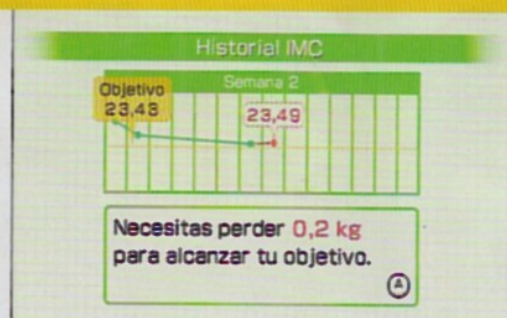 Historial IMC
Semana 2
Objetivo
23,43
23,49
Necesitas perder 0,2 kg
para alcanzar tu objetivo.
A